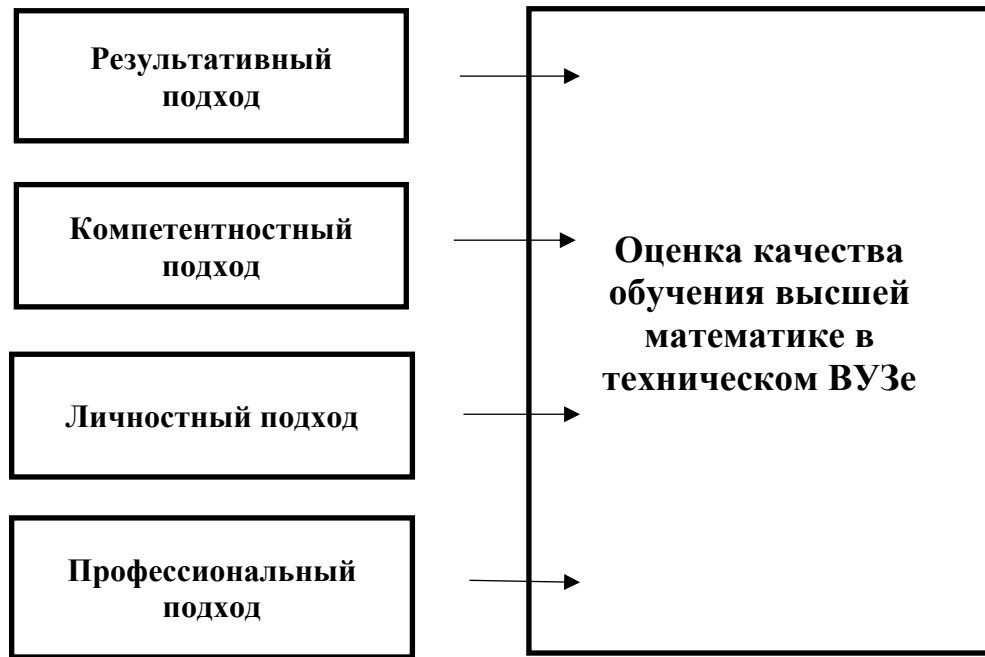 Результативный
подход
Компетентностный
подход
Личностный подход
Профессиональный
подход
Оценка качества
обучения высшей
математике в
техническом ВУЗе